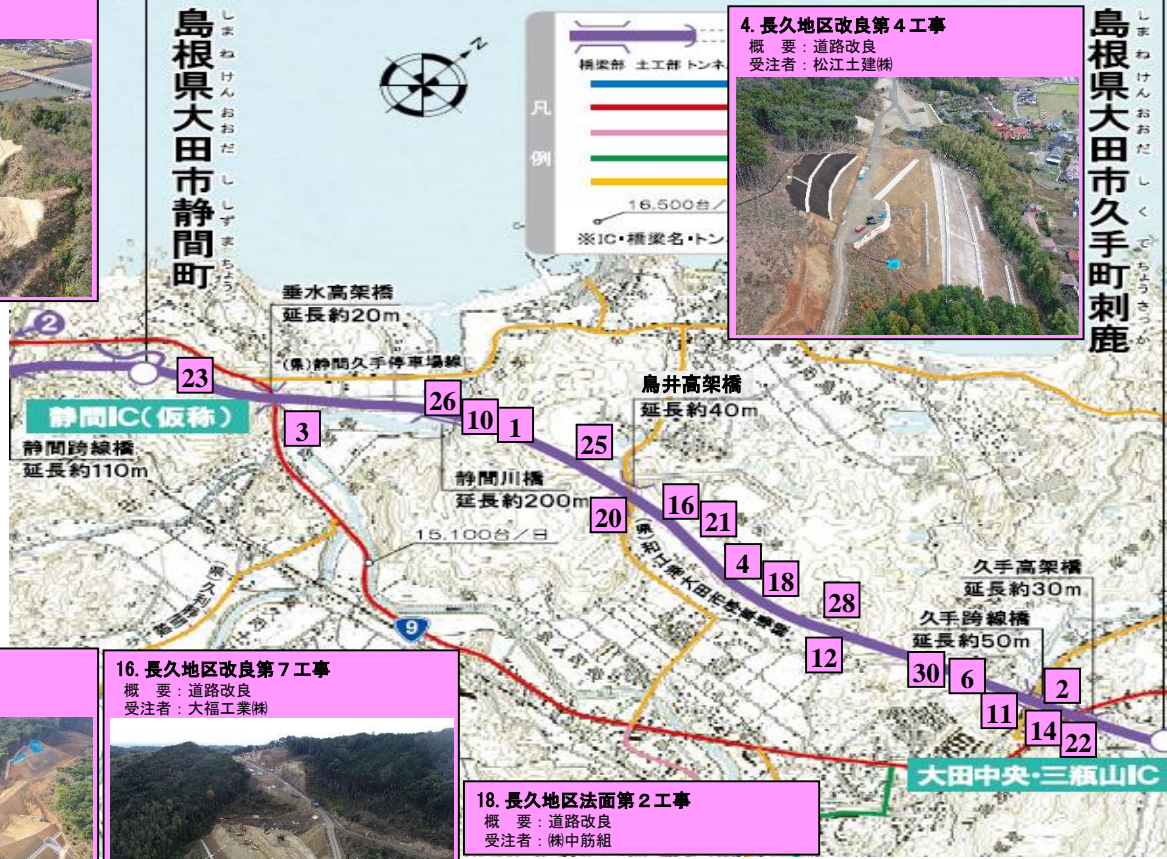 島根県大田市静間町
しまねけんおおだししずまちょう
橋梁部 土工部 トンネ
凡例
16,500台/
※IC・橋梁名・トン
4. 長久地区改良第4工事
概 要：道路改良
受注者：松江土建㈱
島根県大田市久手町刺鹿
しまねけんおおだしくてちょうさつか
垂水高架橋
延長約20m
(県)静間久手停車場線
2
23
静間IC(仮称)
3
26
10
1
鳥井高架橋
延長約40m
25
静間跨線橋
延長約110m
静間川橋
延長約200m
20
16
21
15,100台/日
4
18
久手高架橋
延長約30m
28
久手跨線橋
延長約50m
9
12
30
6
2
11
14
22
大田中央・三瓶山IC
16. 長久地区改良第7工事
概 要：道路改良
受注者：大福工業㈱
18. 長久地区法面第2工事
概 要：道路改良
受注者：㈱中筋組